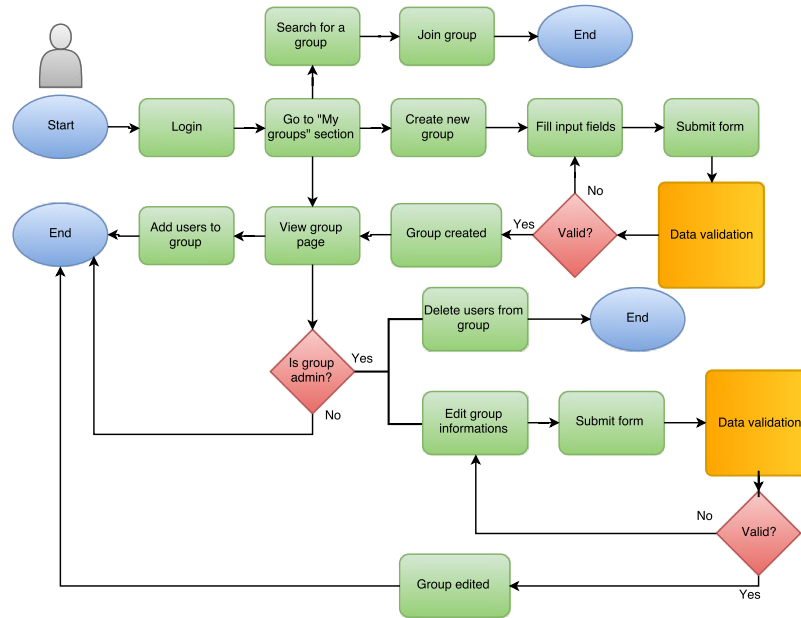 Search for a
group
Join group
End
Start
Login
Go to "My
groups" section
Create new
group
Fill input fields
Submit form
No
End
Add users to
group
View group
page
Group created
Yes
Valid?
Data validation
Delete users from
group
End
Is group
admin?
Yes
No
Edit group
informations
Submit form
Data validation
No
Valid?
Yes
Group edited